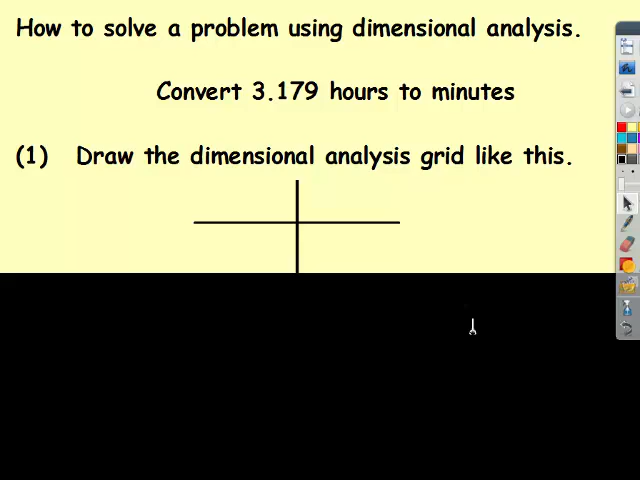 How to solve a problem using dimensional analysis.
Convert 3.179 hours to minutes
(1) Draw the dimensional analysis grid like this.